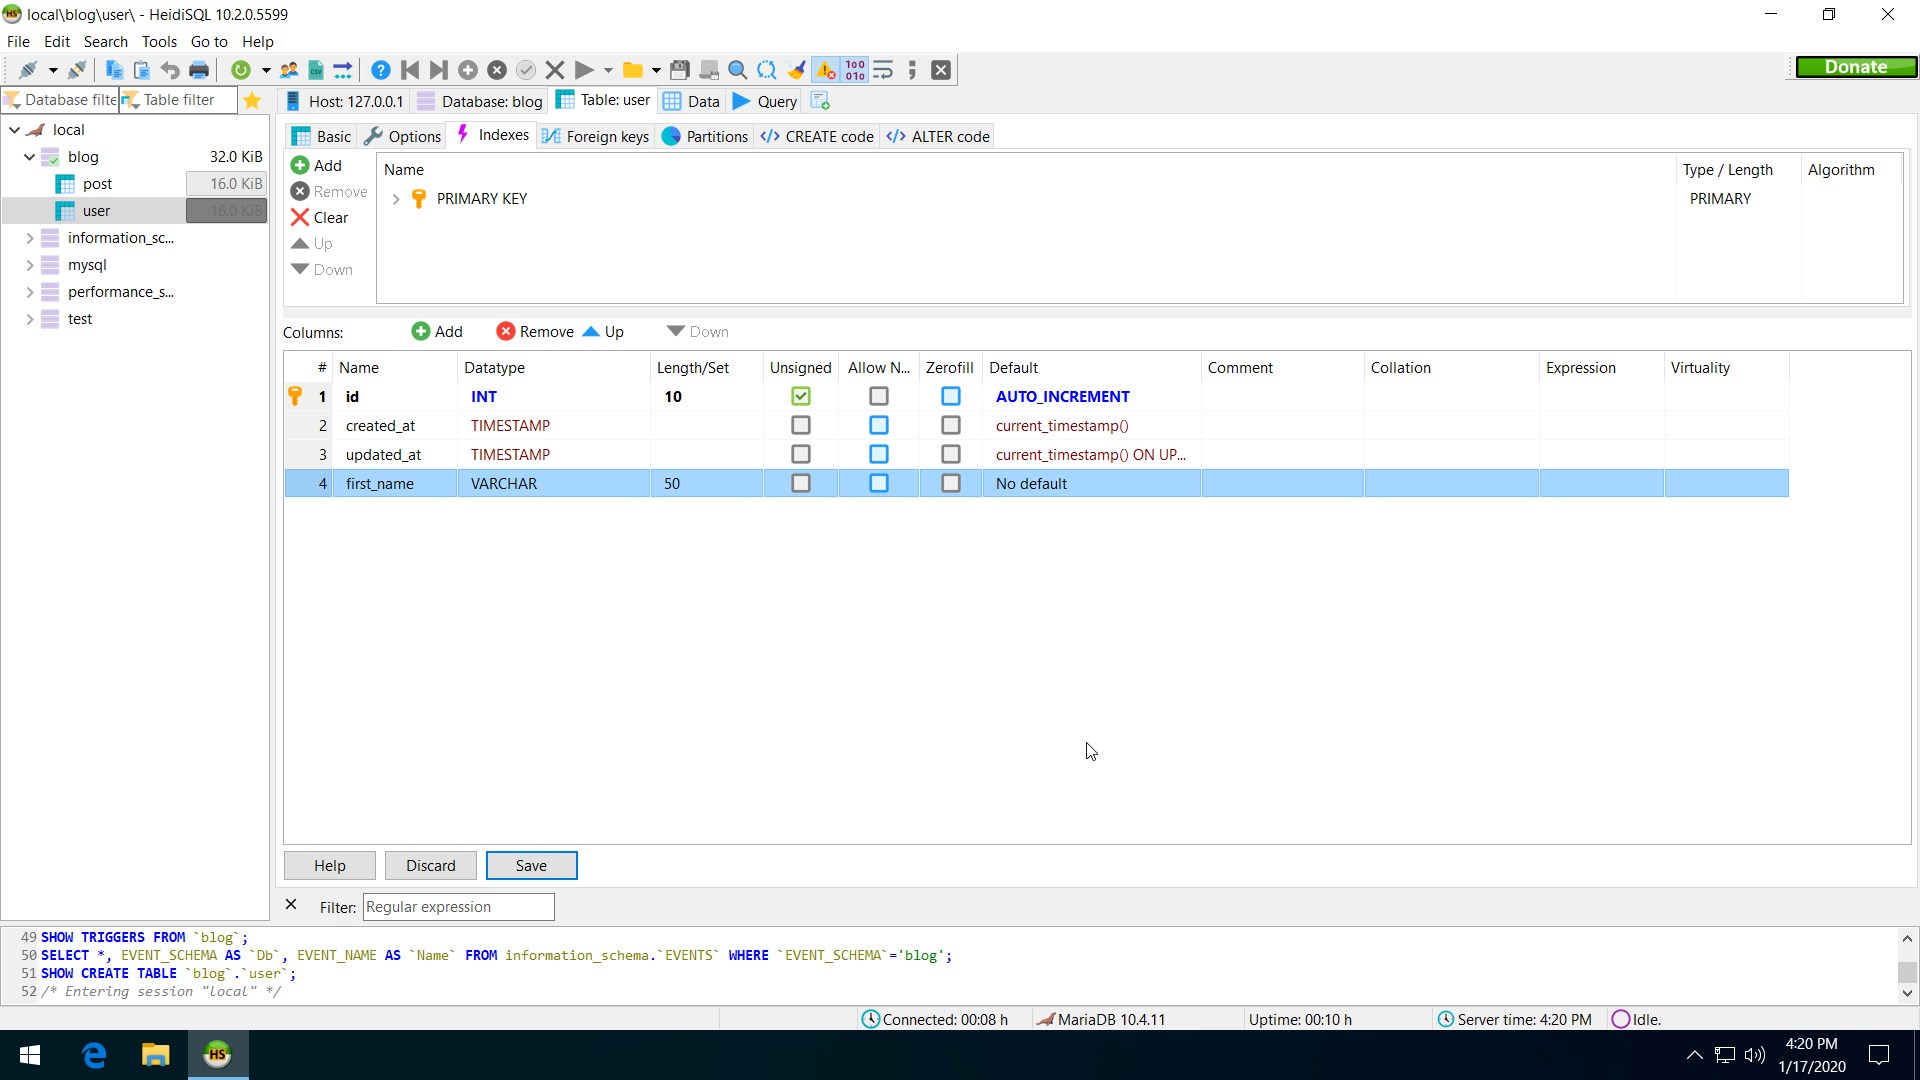 local\blog\user\ - HeidiSQL 10.2.0.5599
File Edit Search Tools Go to Help
Donate
Database filte Table filter
Host: 127.0.0.1 Database: blog Table: user Data Query
local
blog 32.0 KiB
post 16.0 KiB
user 16.0 KiB
information_sc...
mysql
performance_s...
test
Basic Options Indexes Foreign keys Partitions CREATE code ALTER code
Add
Remove
Clear
Up
Down
Name Type / Length Algorithm
PRIMARY KEY PRIMARY
Columns: Add Remove Up Down
# Name Datatype Length/Set Unsigned Allow N... Zerofill Default Comment Collation Expression Virtuality
1 id INT 10 AUTO_INCREMENT
2 created_at TIMESTAMP current_timestamp()
3 updated_at TIMESTAMP current_timestamp() ON UP...
4 first_name VARCHAR 50 No default
Help Discard Save
Filter: Regular expression
49 SHOW TRIGGERS FROM `blog`;
50 SELECT *, EVENT_SCHEMA AS `Db`, EVENT_NAME AS `Name` FROM information_schema.`EVENTS` WHERE `EVENT_SCHEMA`='blog';
51 SHOW CREATE TABLE `blog`.`user`;
52 /* Entering session "local" */
Connected: 00:08 h MariaDB 10.4.11 Uptime: 00:10 h Server time: 4:20 PM Idle.
HS
4:20 PM
1/17/2020